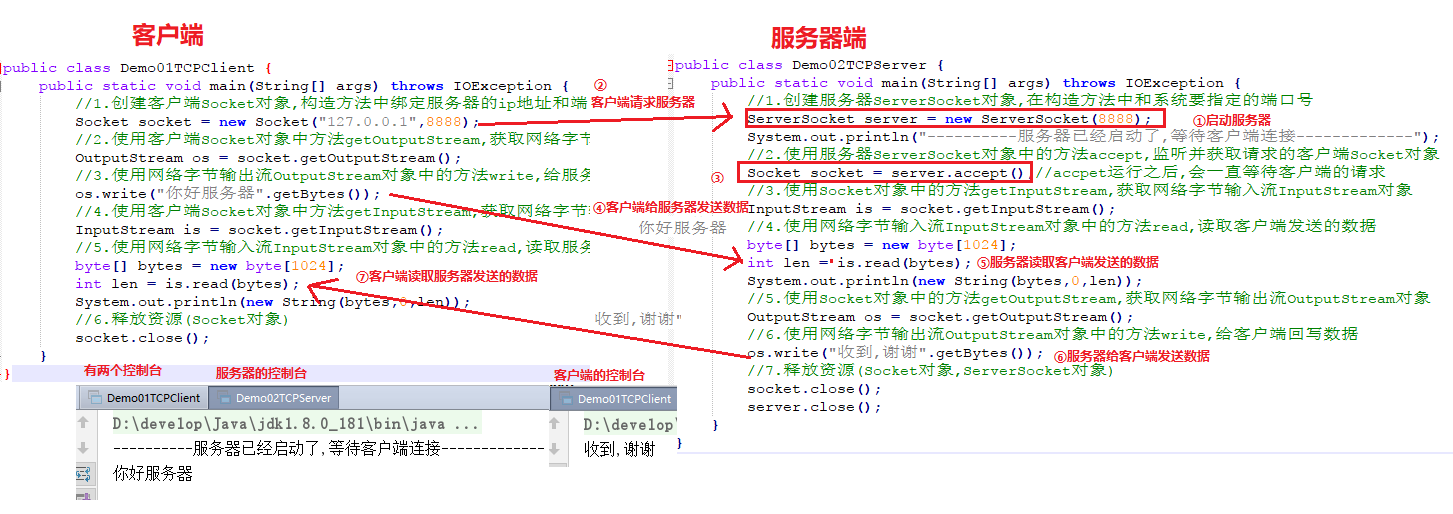 客户端
public class Demo01TCPClient {
public static void main(String[] args) throws IOException {
②
//1.创建客户端Socket对象,构造方法中绑定服务器的ip地址和端
客户端请求服务器
Socket socket = new Socket("127.0.0.1",8888);
//2.使用客户端Socket对象中方法getOutputStream,获取网络字节
OutputStream os = socket.getOutputStream();
//3.使用网络字节输出流OutputStream对象中的方法write,给服务
os.write("你好服务器".getBytes());
//4.使用客户端Socket对象中方法getInputStream,获取网络字节
④客户端给服务器发送数据
InputStream is = socket.getInputStream();
你好服务器
//5.使用网络字节输入流InputStream对象中的方法read,读取服务
byte[] bytes = new byte[1024];
⑦客户端读取服务器发送的数据
int len = is.read(bytes);
System.out.println(new String(bytes,0,len));
//6.释放资源(Socket对象)
收到,谢谢"
socket.close();
}
}
服务器端
public class Demo02TCPServer {
public static void main(String[] args) throws IOException {
//1.创建服务器ServerSocket对象,在构造方法中和系统要指定的端口号
ServerSocket server = new ServerSocket(8888);
①启动服务器
System.out.println("----------服务器已经启动了,等待客户端连接-------------");
//2.使用服务器ServerSocket对象中的方法accept,监听并获取请求的客户端Socket对象
③
Socket socket = server.accept() //accpet运行之后,会一直等待客户端的请求
//3.使用Socket对象中的方法getInputStream,获取网络字节输入流InputStream对象
InputStream is = socket.getInputStream();
//4.使用网络字节输入流InputStream对象中的方法read,读取客户端发送的数据
byte[] bytes = new byte[1024];
int len = is.read(bytes); ⑤服务器读取客户端发送的数据
System.out.println(new String(bytes,0,len));
//5.使用Socket对象中的方法getOutputStream,获取网络字节输出流OutputStream对象
OutputStream os = socket.getOutputStream();
//6.使用网络字节输出流OutputStream对象中的方法write,给客户端回写数据
os.write("收到,谢谢".getBytes()); ⑥服务器给客户端发送数据
//7.释放资源(Socket对象,ServerSocket对象)
socket.close();
server.close();
}
}
有两个控制台
服务器的控制台
客户端的控制台
Demo01TCPClient Demo02TCPServer
D:\develop\Java\jdk1.8.0_181\bin\java ...
----------服务器已经启动了,等待客户端连接-------------
你好服务器
Demo01TCPClient
D:\develop\
收到,谢谢